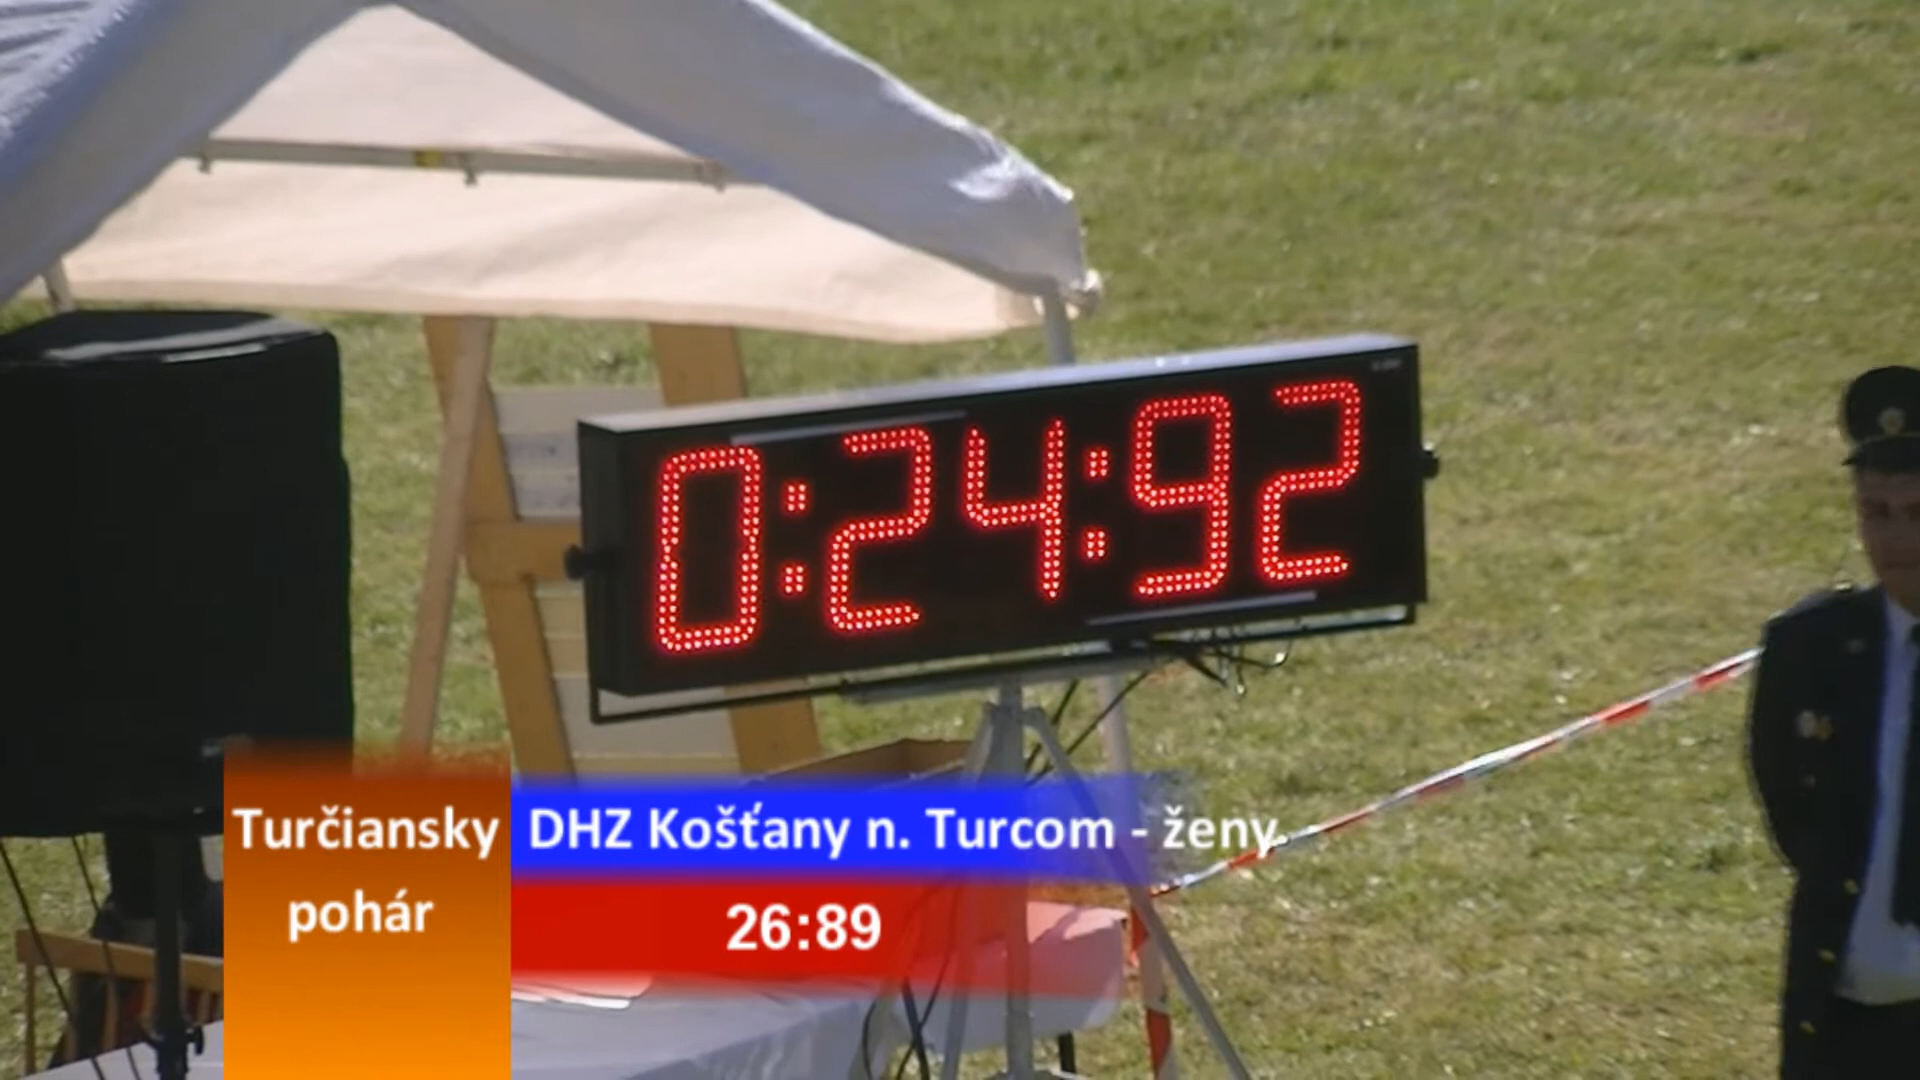 0:24:92
Turčiansky
pohár
DHZ Košťany n. Turcom - ženy.
26:89